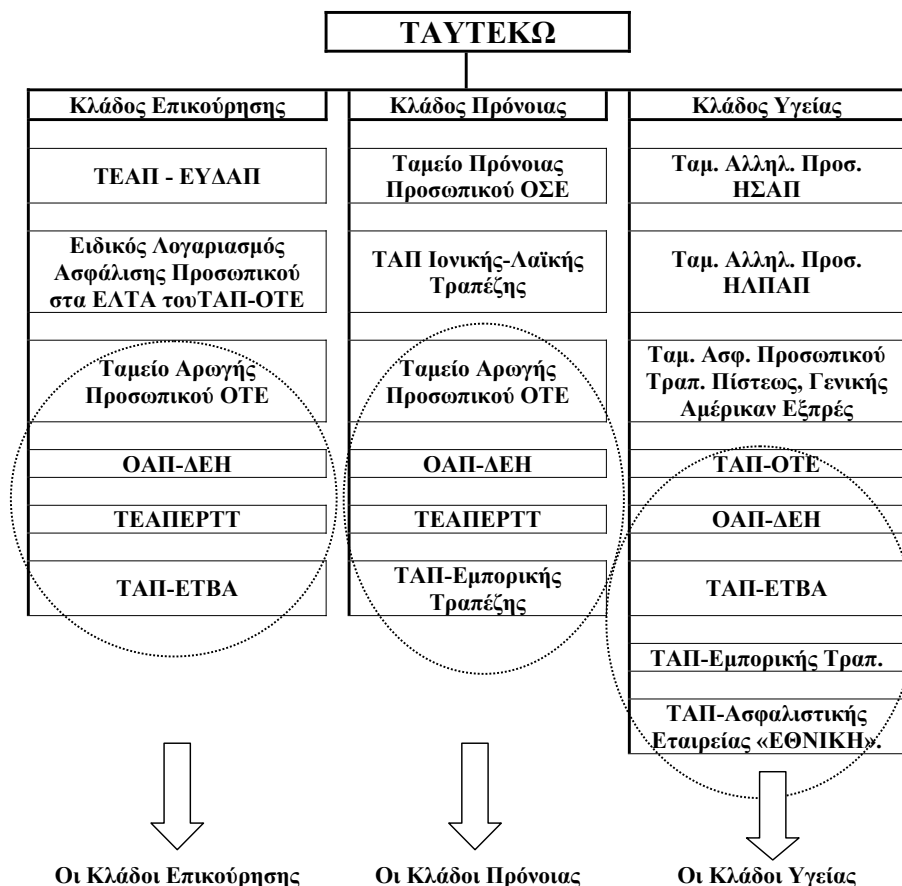 ΤΑΥΤΕΚΩ
Κλάδος Επικούρησης
ΤΕΑΠ - ΕΥΔΑΠ
Ειδικός Λογαριασμός
Ασφάλισης Προσωπικού
στα ΕΛΤΑ τουΤΑΠ-ΟΤΕ
Ταμείο Αρωγής
Προσωπικού ΟΤΕ
ΟΑΠ-ΔΕΗ
ΤΕΑΠΕΡΤΤ
ΤΑΠ-ΕΤΒΑ
Οι Κλάδοι Επικούρησης
Κλάδος Πρόνοιας
Ταμείο Πρόνοιας
Προσωπικού ΟΣΕ
ΤΑΠ Ιονικής-Λαϊκής
Τραπέζης
Ταμείο Αρωγής
Προσωπικού ΟΤΕ
ΟΑΠ-ΔΕΗ
ΤΕΑΠΕΡΤΤ
ΤΑΠ-Εμπορικής
Τραπέζης
Οι Κλάδοι Πρόνοιας
Κλάδος Υγείας
Ταμ. Αλληλ. Προσ.
ΗΣΑΠ
Ταμ. Αλληλ. Προσ.
ΗΛΠΑΠ
Ταμ. Ασφ. Προσωπικού
Τραπ. Πίστεως, Γενικής
Αμέρικαν Εξπρές
ΤΑΠ-ΟΤΕ
ΟΑΠ-ΔΕΗ
ΤΑΠ-ΕΤΒΑ
ΤΑΠ-Εμπορικής Τραπ.
ΤΑΠ-Ασφαλιστικής
Εταιρείας «ΕΘΝΙΚΗ».
Οι Κλάδοι Υγείας